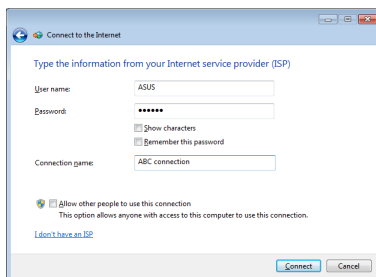 Connect to the Internet
Type the information from your Internet service provider (ISP)
User name: ASUS
Password: ••••••
Show characters
Remember this password
Connection name: ABC connection
Allow other people to use this connection
This option allows anyone with access to this computer to use this connection.
I don't have an ISP
Connect Cancel